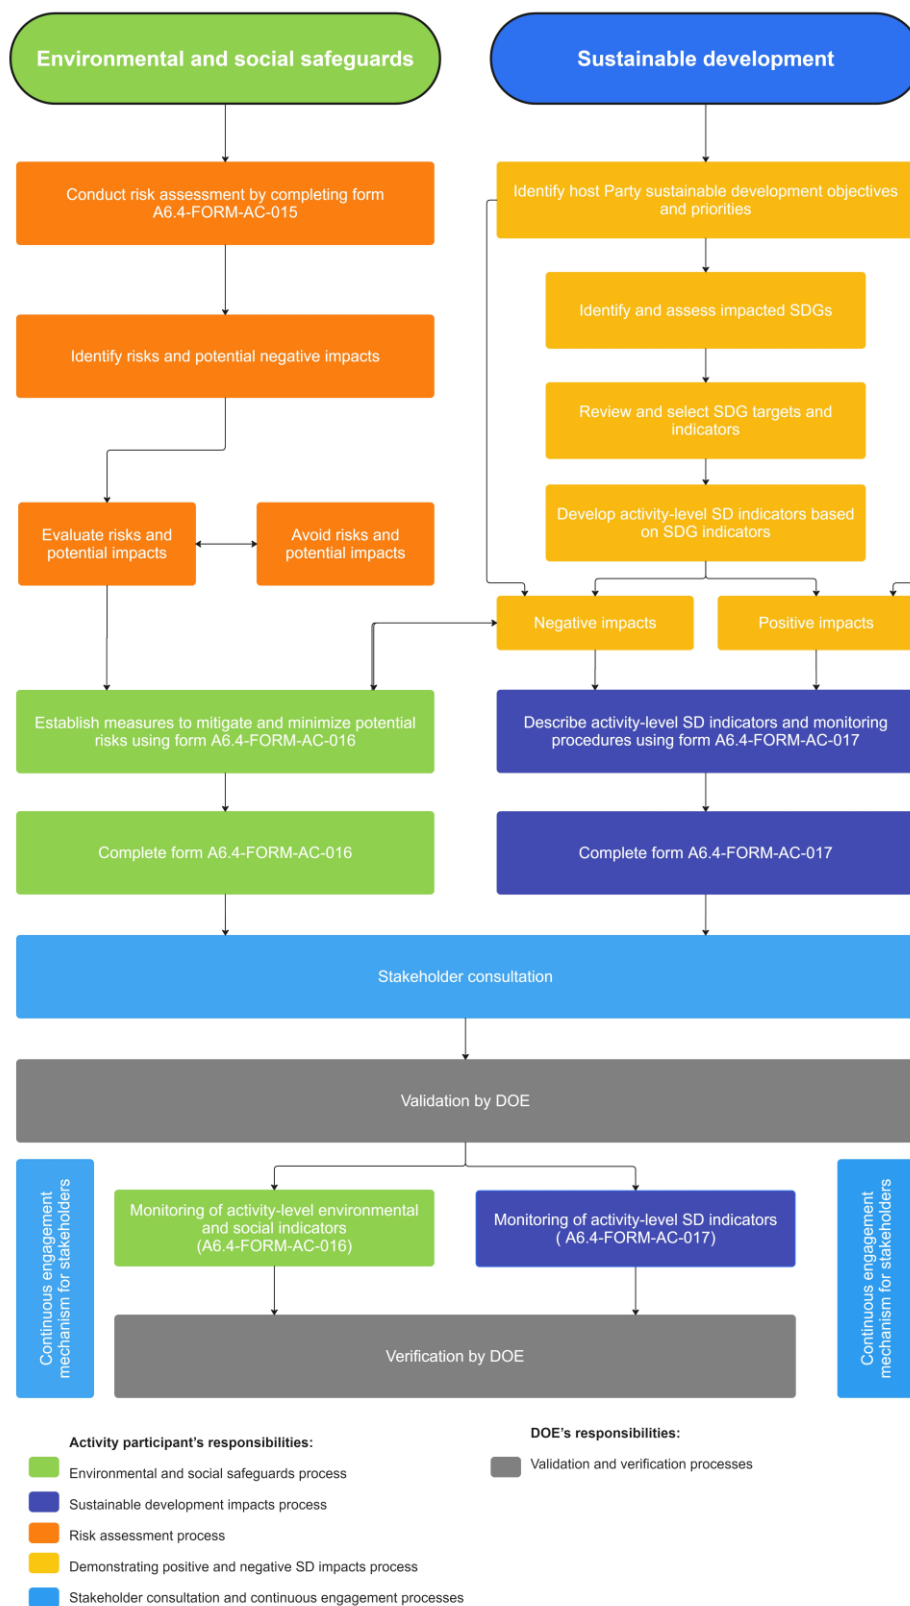 Environmental and social safeguards
Sustainable development
Conduct risk assessment by completing form
A6.4-FORM-AC-015
Identify host Party sustainable development objectives
and priorities
Identify and assess impacted SDGs
Identify risks and potential negative impacts
Review and select SDG targets and
indicators
Evaluate risks and
potential impacts
Avoid risks and
potential impacts
Develop activity-level SD indicators based
on SDG indicators
Negative impacts
Positive impacts
Establish measures to mitigate and minimize potential
risks using form A6.4-FORM-AC-016
Describe activity-level SD indicators and monitoring
procedures using form A6.4-FORM-AC-017
Complete form A6.4-FORM-AC-016
Complete form A6.4-FORM-AC-017
Stakeholder consultation
Validation by DOE
Continuous engagement
mechanism for stakeholders
Monitoring of activity-level environmental
and social indicators
(A6.4-FORM-AC-016)
Monitoring of activity-level SD indicators
( A6.4-FORM-AC-017)
Continuous engagement
mechanism for stakeholders
Verification by DOE
Activity participant’s responsibilities:
Environmental and social safeguards process
Sustainable development impacts process
Risk assessment process
Demonstrating positive and negative SD impacts process
Stakeholder consultation and continuous engagement processes
DOE’s responsibilities:
Validation and verification processes